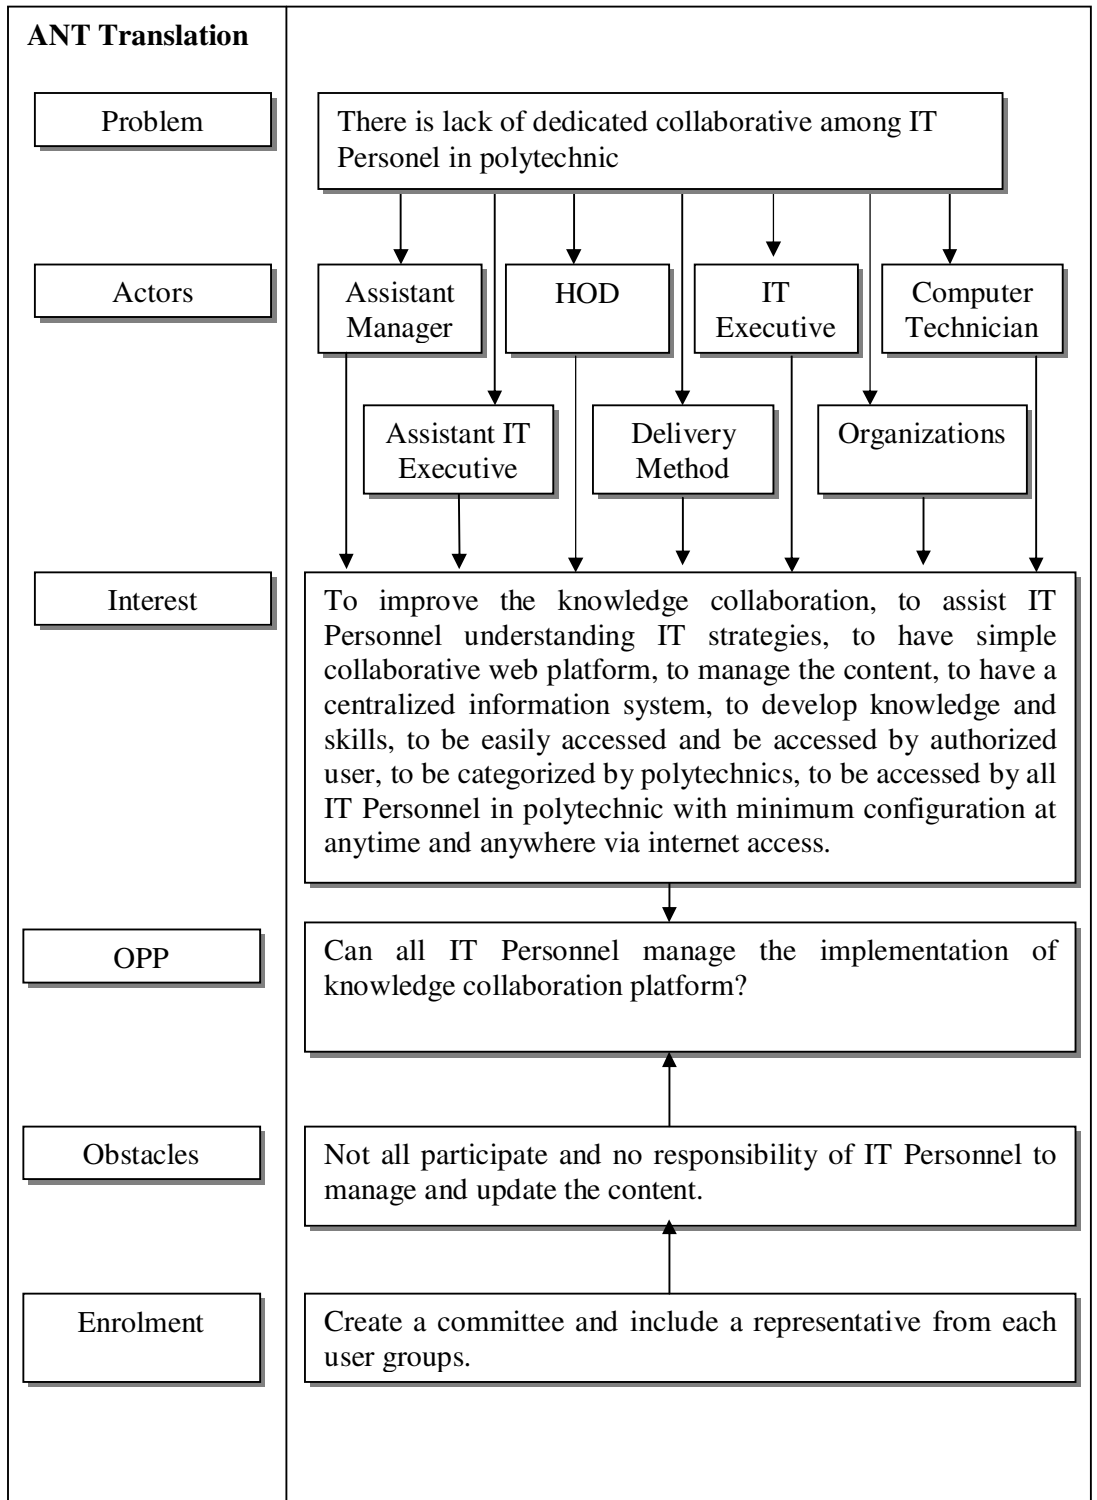 ANT Translation
Problem
There is lack of dedicated collaborative among IT
Personel in polytechnic
Actors
Assistant
Manager
HOD
IT
Executive
Computer
Technician
Assistant IT
Executive
Delivery
Method
Organizations
Interest
To improve the knowledge collaboration, to assist IT
Personnel understanding IT strategies, to have simple
collaborative web platform, to manage the content, to have a
centralized information system, to develop knowledge and
skills, to be easily accessed and be accessed by authorized
user, to be categorized by polytechnics, to be accessed by all
IT Personnel in polytechnic with minimum configuration at
anytime and anywhere via internet access.
OPP
Can all IT Personnel manage the implementation of
knowledge collaboration platform?
Obstacles
Not all participate and no responsibility of IT Personnel to
manage and update the content.
Enrolment
Create a committee and include a representative from each
user groups.